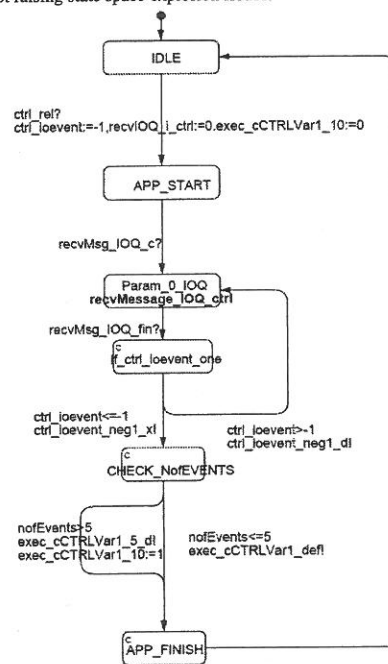 IDLE
ctrl_rel?
ctrl_ioevent:=-1,recvIOQ_i_ctrl:=0.exec_cCTRLVar1_10:=0
APP_START
recvMsg_IOQ_c?
Param_0_IOQ
recvMessage_IOQ_ctrl
recvMsg_IOQ_fin?
c
if_ctrl_ioevent_one
ctrl_ioevent<=-1
ctrl_ioevent_neg1_x!
ctrl_ioevent>-1
ctrl_ioevent_neg1_d!
c
CHECK_NofEVENTS
nofEvents>5
exec_cCTRLVar1_5_d!
exec_cCTRLVar1_10:=1
nofEvents<=5
exec_cCTRLVar1_def!
c
APP_FINISH